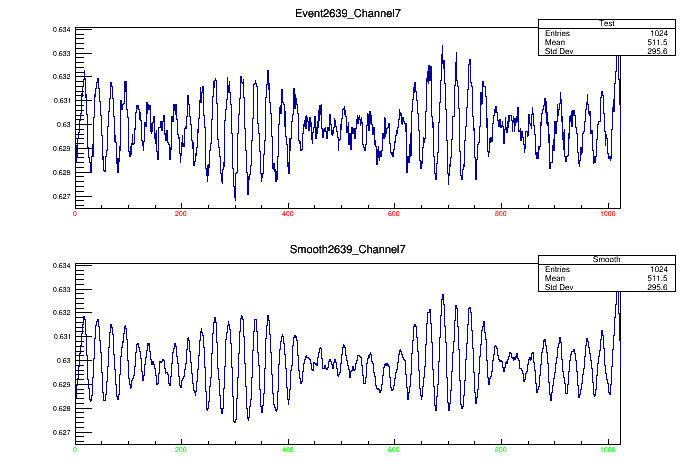 Event2639_Channel7
Test
Entries 1024
Mean 511.5
Std Dev 295.6
0.634
0.633
0.632
0.631
0.63
0.629
0.628
0.627
0 200 400 600 800 1000
Smooth2639_Channel7
Smooth
Entries 1024
Mean 511.5
Std Dev 295.6
0.634
0.633
0.632
0.631
0.63
0.629
0.628
0.627
0 200 400 600 800 1000